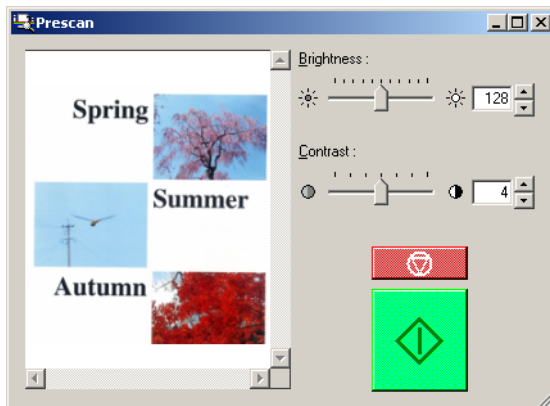 Prescan
Brightness :
128
Contrast :
4
Spring
Summer
Autumn